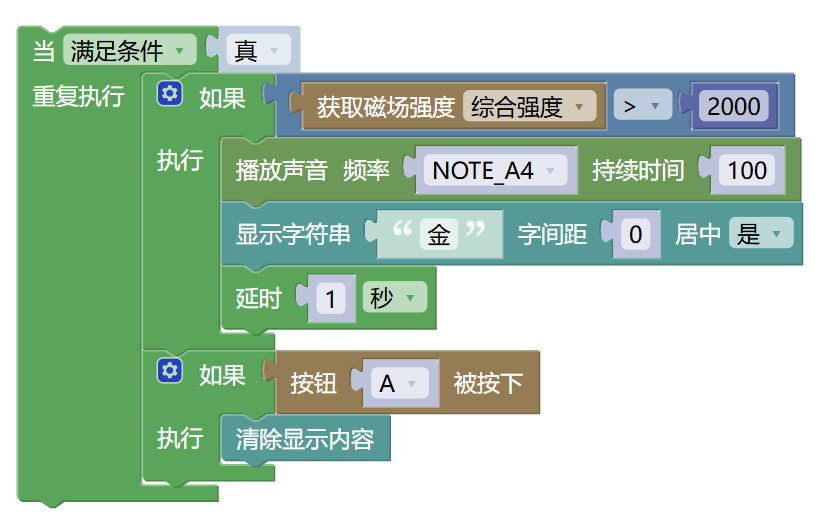 当 满足条件 真
重复执行 如果 获取磁场强度 综合强度 > 2000
执行 播放声音 频率 NOTE_A4 持续时间 100
显示字符串 “ 金 ” 字间距 0 居中 是
延时 1 秒
如果 按钮 A 被按下
执行 清除显示内容